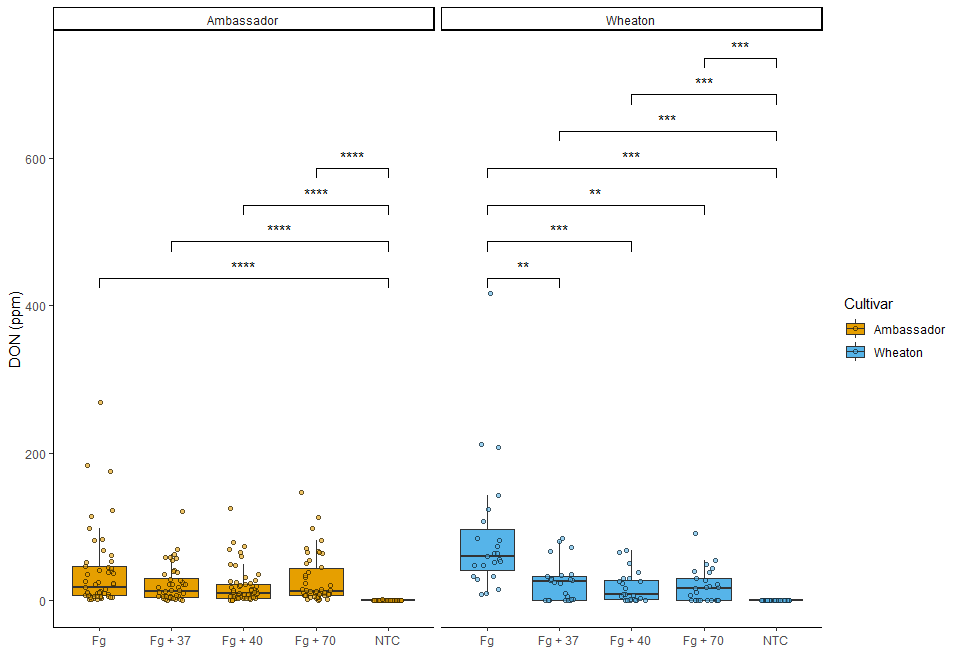 Ambassador
Wheaton
***
***
***
***
**
***
**
****
****
****
****
DON (ppm)
600
400
200
0
Fg
Fg + 37
Fg + 40
Fg + 70
NTC
Fg
Fg + 37
Fg + 40
Fg + 70
NTC
Cultivar
Ambassador
Wheaton